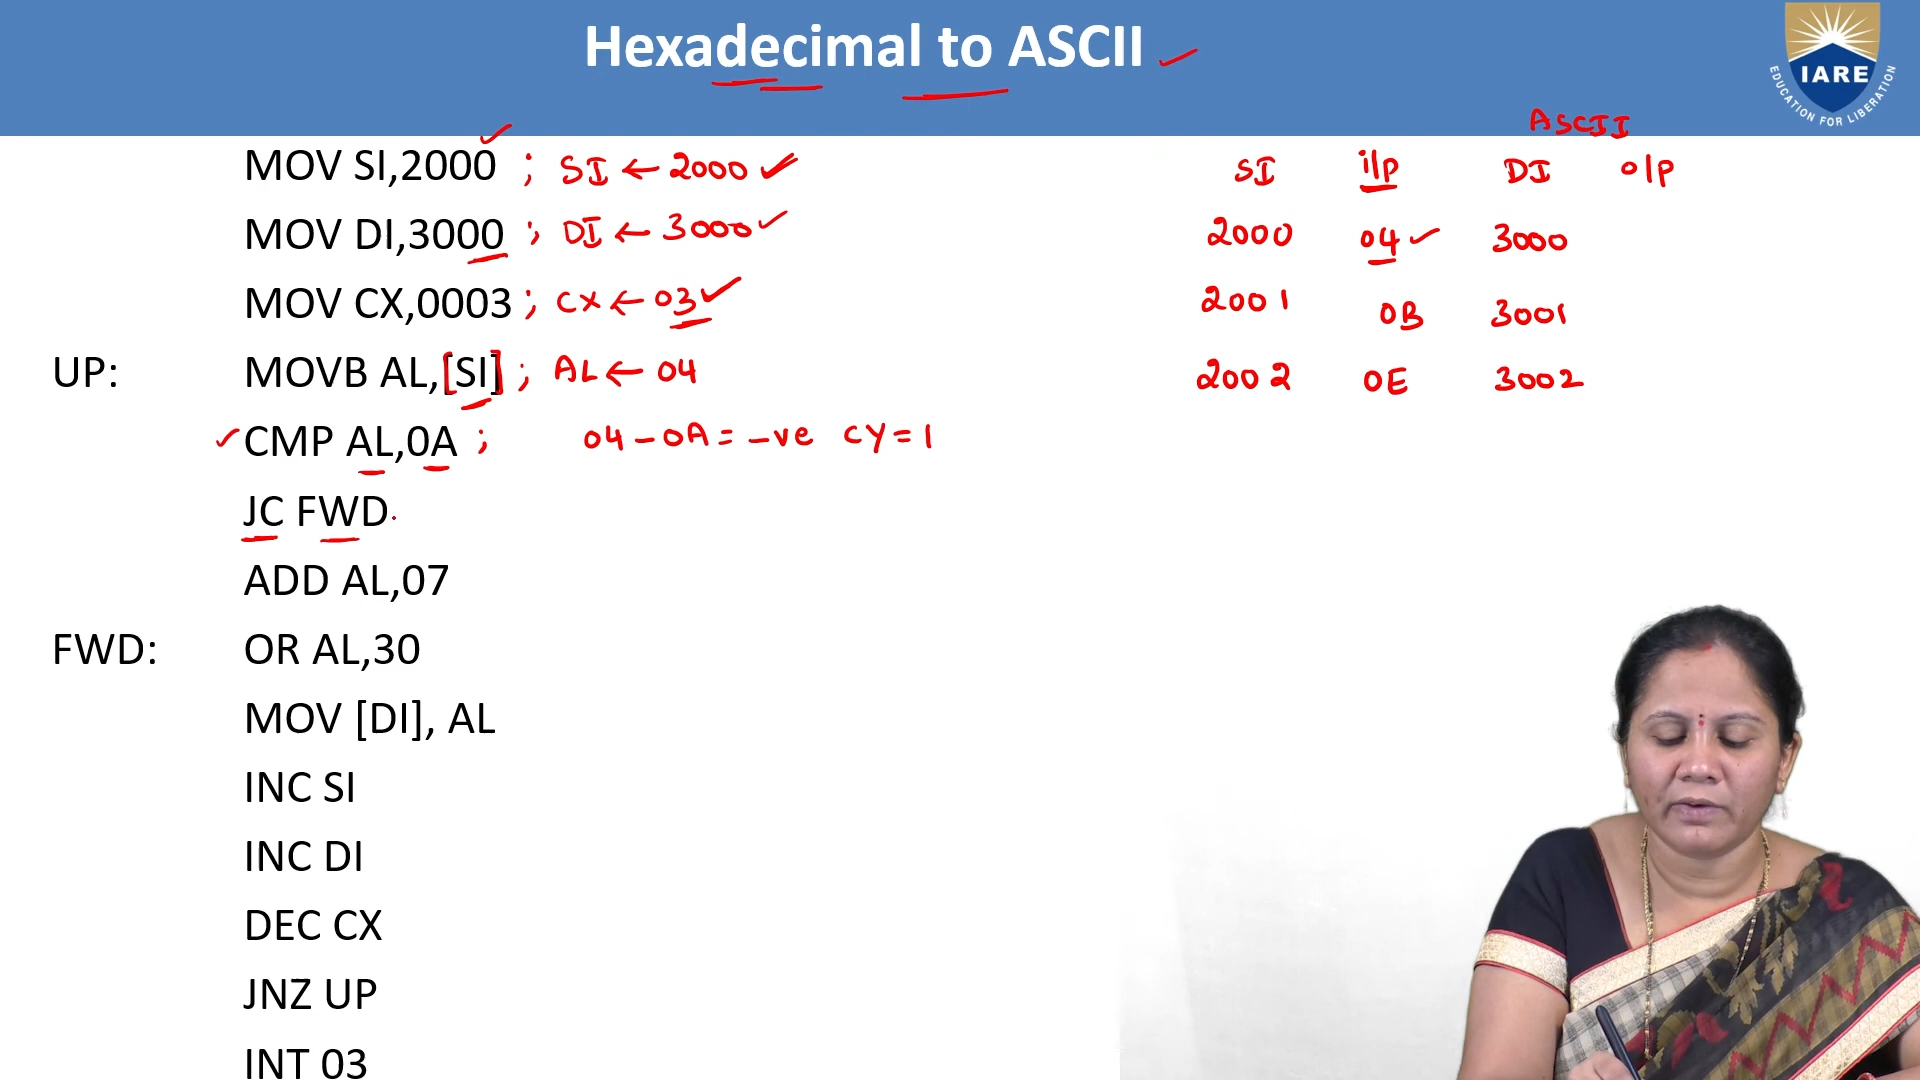 Hexadecimal to ASCII
IARE
EDUCATION FOR LIBERATION
ASCII
MOV SI,2000 ; SI ← 2000 SI i/p DI o/p
MOV DI,3000 ; DI ← 3000 2000 04 3000
MOV CX,0003 ; CX ← 03 2001 0B 3001
UP: MOVB AL,[SI] ; AL ← 04 2002 0E 3002
CMP AL,0A ; 04 - 0A = -ve CY = 1
JC FWD
ADD AL,07
FWD: OR AL,30
MOV [DI], AL
INC SI
INC DI
DEC CX
JNZ UP
INT 03